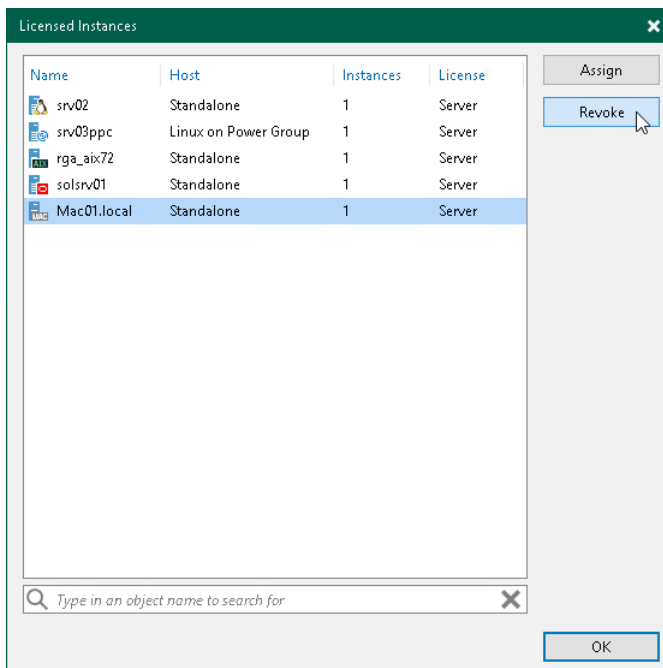 Licensed Instances
Name Host Instances License
srv02 Standalone 1 Server
srv03ppc Linux on Power Group 1 Server
AIX rga_aix72 Standalone 1 Server
solsrv01 Standalone 1 Server
MAC Mac01.local Standalone 1 Server
Assign
Revoke
Type in an object name to search for
OK